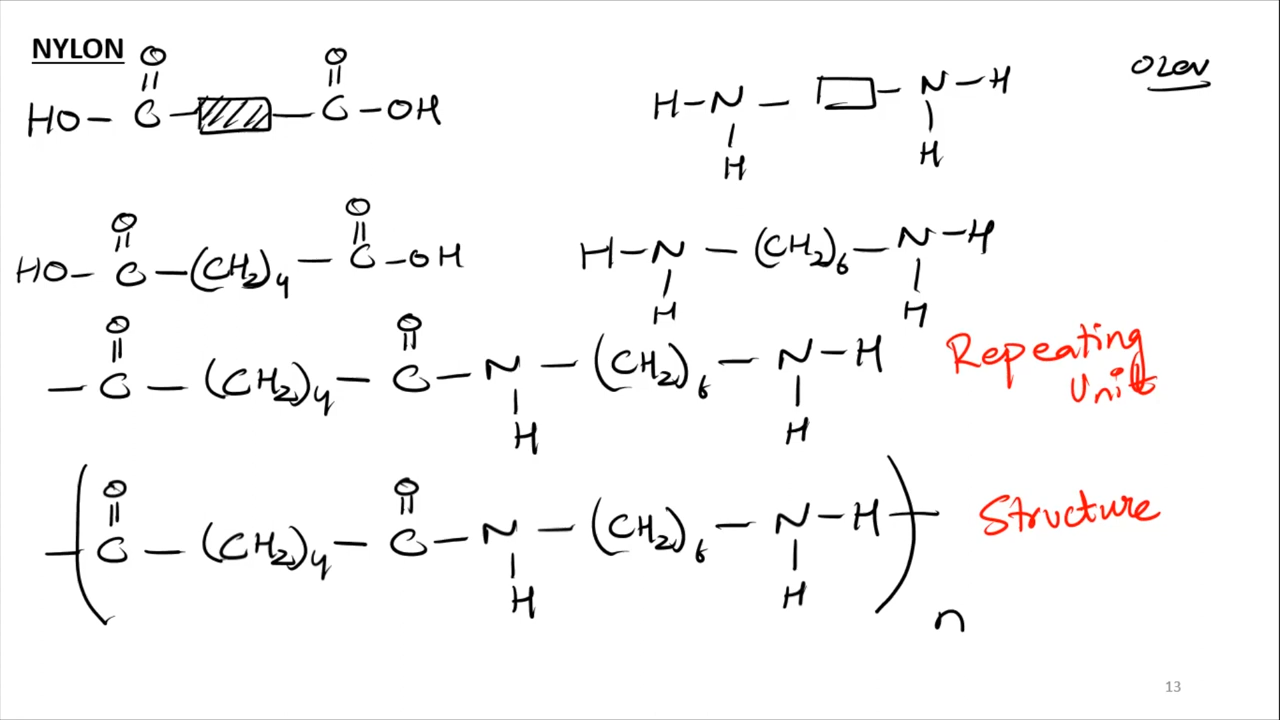 NYLON
O O
HO-C-▨-C-OH H-N-□-N-H
H H
O O
HO-C-(CH2)4-C-OH H-N-(CH2)6-N-H
H H
O O
-C-(CH2)4-C-N-(CH2)6-N-H Repeating Unit
H H
O O
-(C-(CH2)4-C-N-(CH2)6-N-H)-n Structure
H H
13